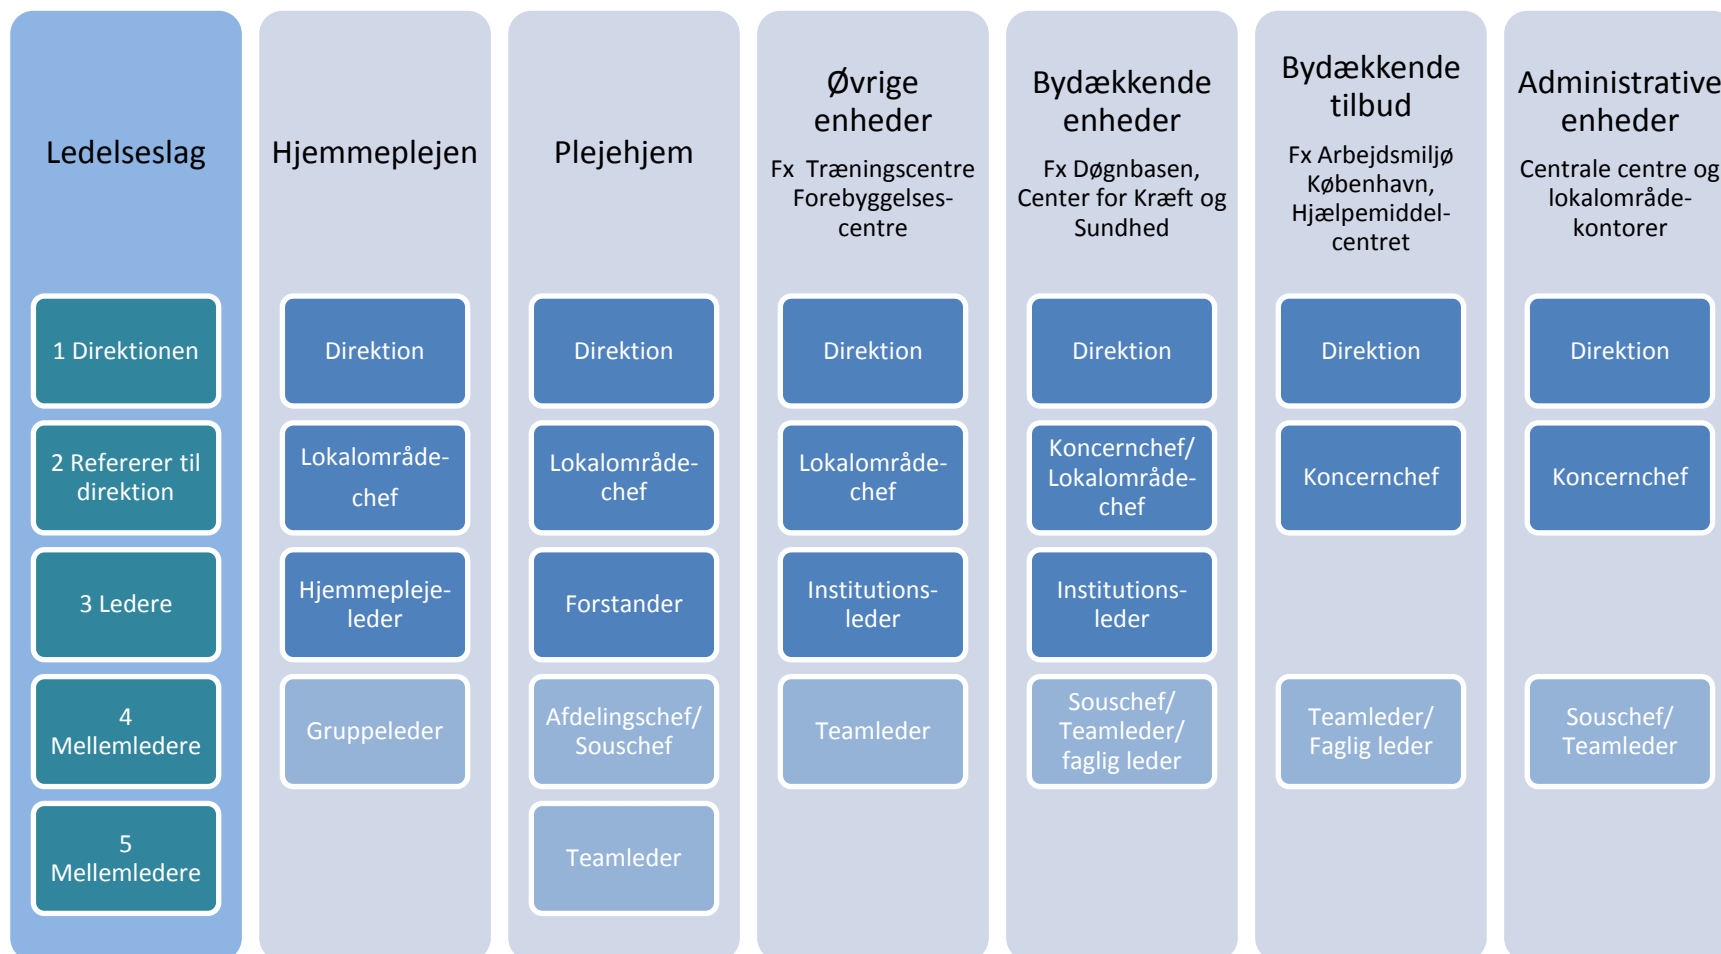 Ledelseslag
Hjemmeplejen
Plejehjem
Øvrige
enheder
Fx Træningscentre
Forebyggelses-
centre
Bydækkende
enheder
Fx Døgnbasen,
Center for Kræft og
Sundhed
Bydækkende
tilbud
Fx Arbejdsmiljø
København,
Hjælpemiddel-
centret
Administrative
enheder
Centrale centre og
lokalområde-
kontorer
1 Direktionen
Direktion
Direktion
Direktion
Direktion
Direktion
Direktion
2 Refererer til
direktion
Lokalområde-
chef
Lokalområde-
chef
Lokalområde-
chef
Koncernchef/
Lokalområde-
chef
Koncernchef
Koncernchef
3 Ledere
Hjemmepleje-
leder
Forstander
Institutions-
leder
Institutions-
leder
4
Mellemledere
Gruppeleder
Afdelingschef/
Souschef
Teamleder
Souschef/
Teamleder/
faglig leder
Teamleder/
Faglig leder
Souschef/
Teamleder
5
Mellemledere
Teamleder